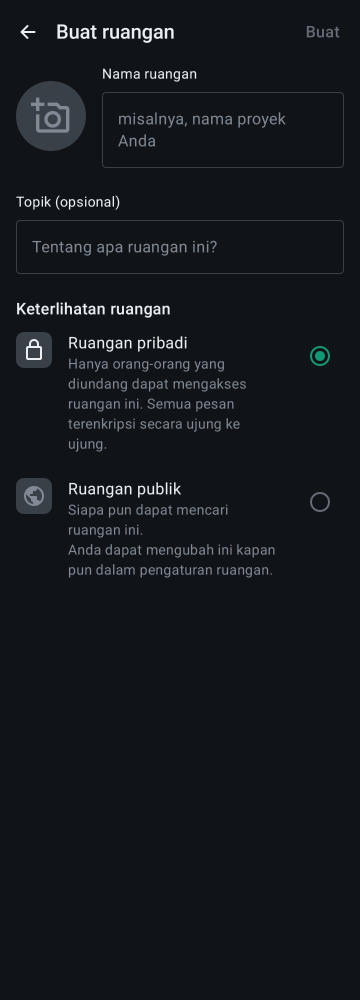 Buat ruangan
Buat
Nama ruangan
misalnya, nama proyek
Anda
Topik (opsional)
Tentang apa ruangan ini?
Keterlihatan ruangan
Ruangan pribadi
Hanya orang-orang yang
diundang dapat mengakses
ruangan ini. Semua pesan
terenkripsi secara ujung ke
ujung.
Ruangan publik
Siapa pun dapat mencari
ruangan ini.
Anda dapat mengubah ini kapan
pun dalam pengaturan ruangan.